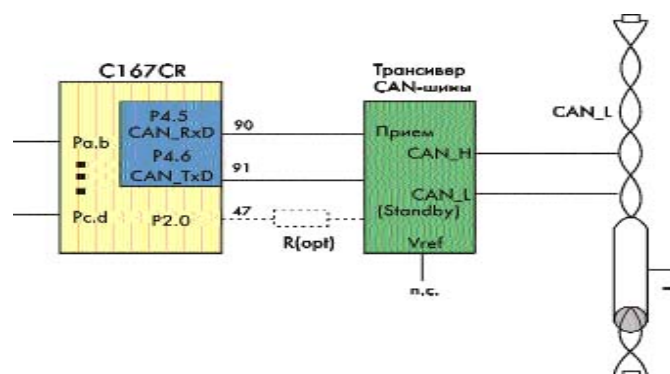 C167CR
P4.5
CAN_RxD
P4.6
CAN_TxD
Pa.b
Pc.d
P2.0
90
91
47
R(opt)
Трансивер
CAN-шины
Прием
CAN_H
CAN_L
(Standby)
Vref
n.c.
CAN_L